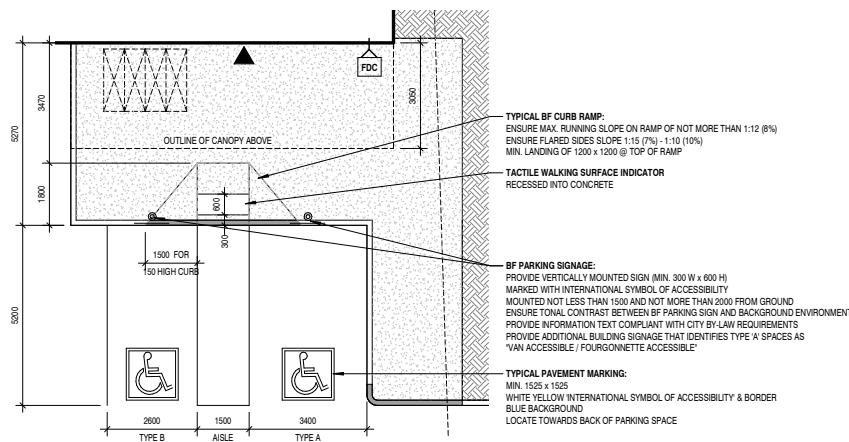 FDC
3050
3470
5270
OUTLINE OF CANOPY ABOVE
1800
600
300
1500 FOR
150 HIGH CURB
5200
2600
1500
3400
TYPE B
AISLE
TYPE A
TYPICAL BF CURB RAMP:
ENSURE MAX. RUNNING SLOPE ON RAMP OF NOT MORE THAN 1:12 (8%)
ENSURE FLARED SIDES SLOPE 1:15 (7%) - 1:10 (10%)
MIN. LANDING OF 1200 x 1200 @ TOP OF RAMP
TACTILE WALKING SURFACE INDICATOR
RECESSED INTO CONCRETE
BF PARKING SIGNAGE:
PROVIDE VERTICALLY MOUNTED SIGN (MIN. 300 W x 600 H)
MARKED WITH INTERNATIONAL SYMBOL OF ACCESSIBILITY
MOUNTED NOT LESS THAN 1500 AND NOT MORE THAN 2000 FROM GROUND
ENSURE TONAL CONTRAST BETWEEN BF PARKING SIGN AND BACKGROUND ENVIRONMENT
PROVIDE INFORMATION TEXT COMPLIANT WITH CITY BY-LAW REQUIREMENTS
PROVIDE ADDITIONAL BUILDING SIGNAGE THAT IDENTIFIES TYPE 'A' SPACES AS
"VAN ACCESSIBLE / FOURGONNETTE ACCESSIBLE"
TYPICAL PAVEMENT MARKING:
MIN. 1525 x 1525
WHITE YELLOW 'INTERNATIONAL SYMBOL OF ACCESSIBILITY' & BORDER
BLUE BACKGROUND
LOCATE TOWARDS BACK OF PARKING SPACE